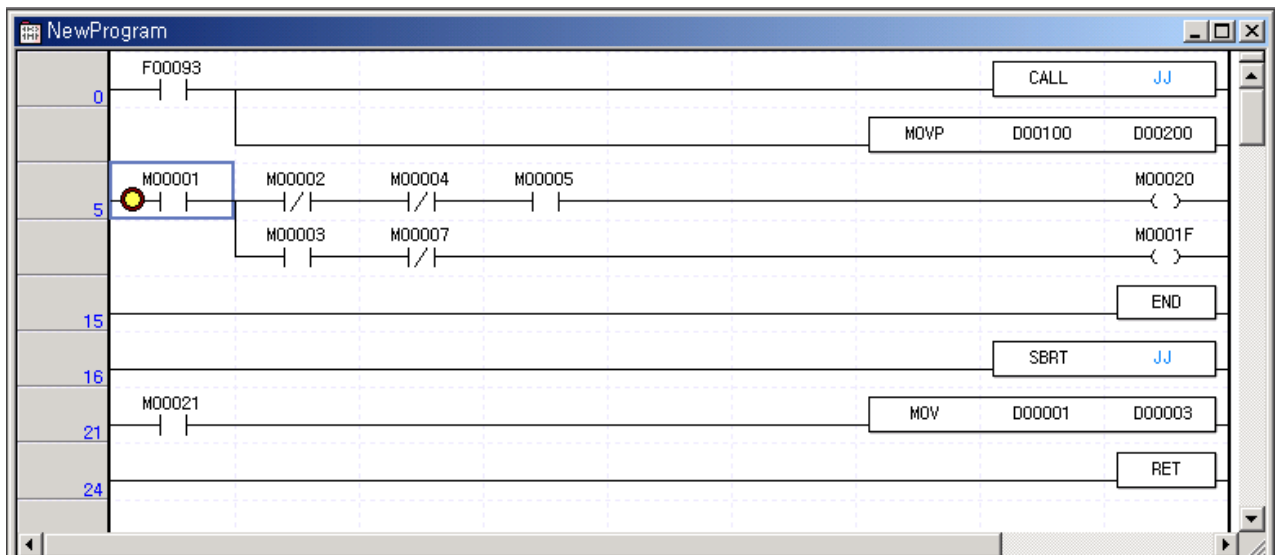 NewProgram
F00093
0
CALL JJ
MOVP D00100 D00200
M00001 M00002 M00004 M00005 M00020
5
M00003 M00007 M0001F
END
15
SBRT JJ
16
M00021
MOV D00001 D00003
21
RET
24